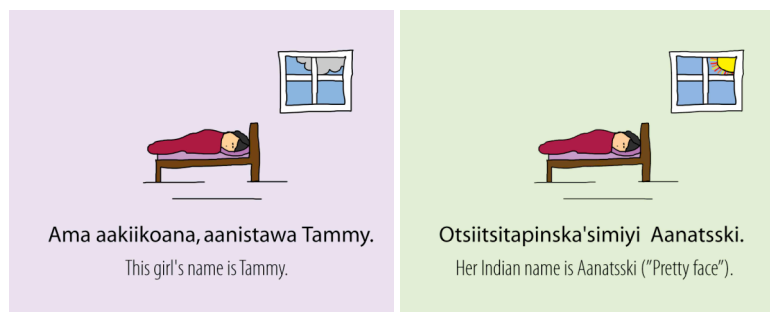 Ama aakiikoana, aanistawa Tammy.
This girl's name is Tammy.
Otsiitsitapinska'simiyi Aanatsski.
Her Indian name is Aanatsski ("Pretty face").